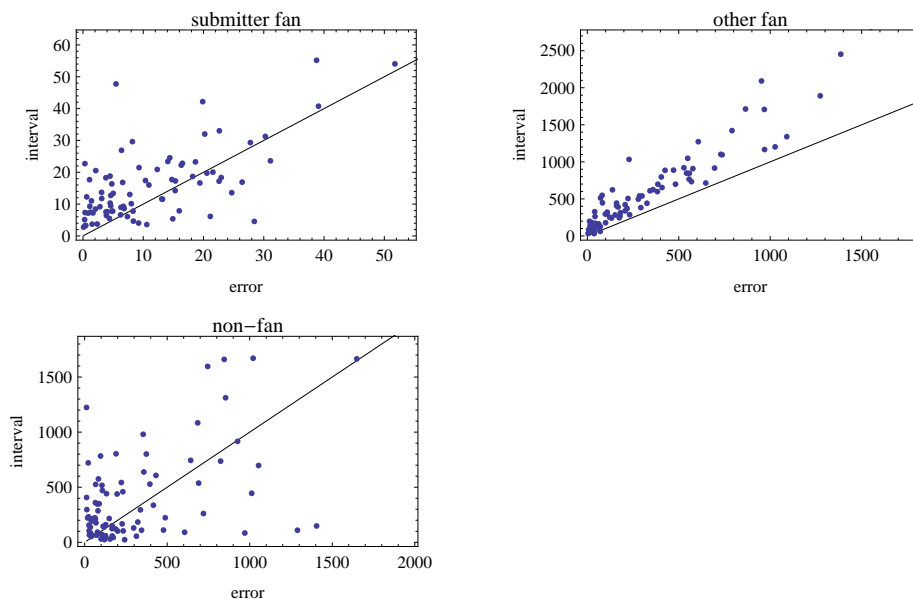 submitter fan
60
50
40
30
20
10
0
interval
0 10 20 30 40 50
error
other fan
2500
2000
1500
1000
500
0
interval
0 500 1000 1500
error
non−fan
1500
1000
500
0
interval
0 500 1000 1500 2000
error